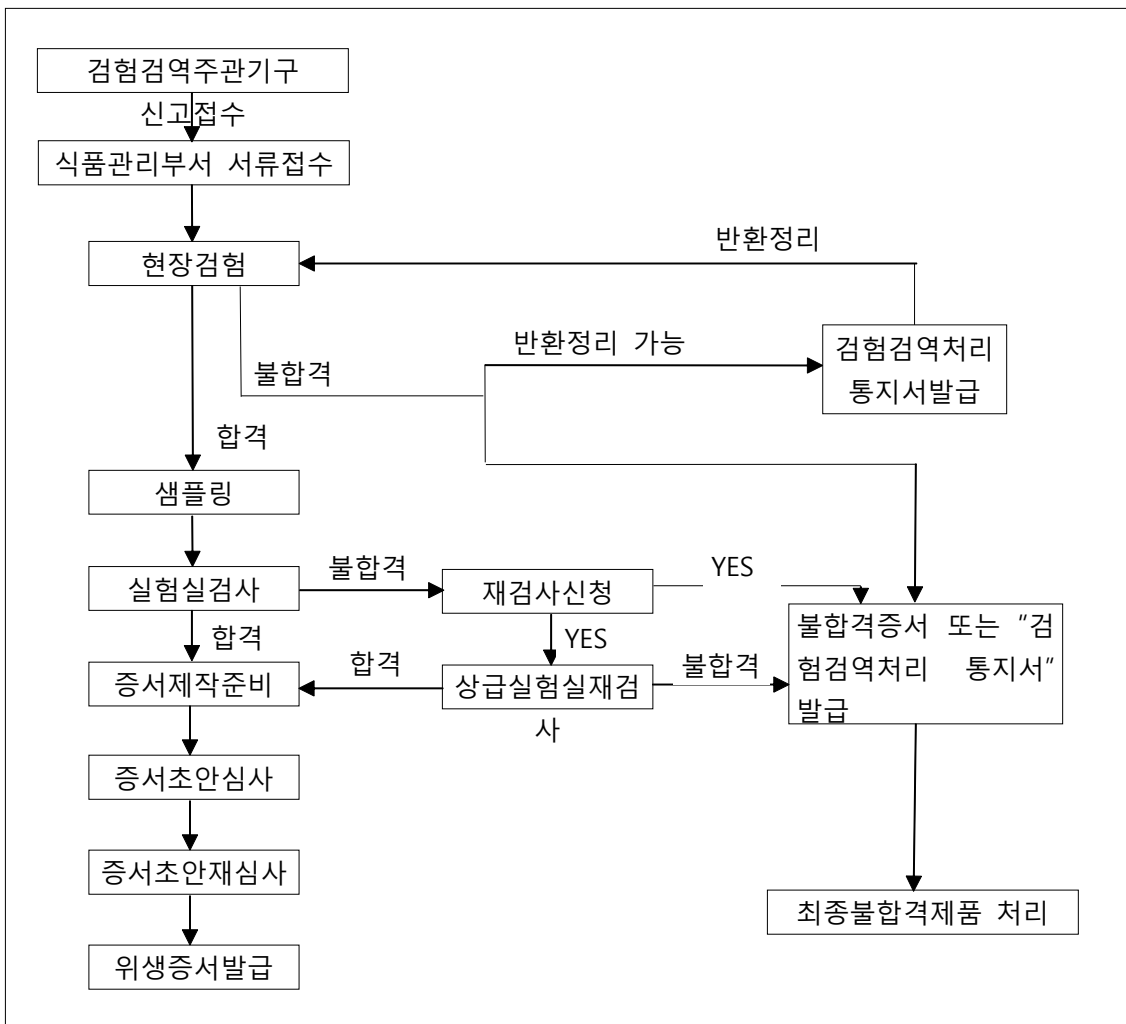 검험검역주관기구
신고접수
식품관리부서 서류접수
현장검험
반환정리
반환정리 가능
검험검역처리
통지서발급
불합격
합격
샘플링
실험실검사
불합격
재검사신청
YES
YES
합격
불합격증서 또는 “검
험검역처리 통지서”
발급
증서제작준비
합격
상급실험실재검
사
불합격
증서초안심사
증서초안재심사
최종불합격제품 처리
위생증서발급